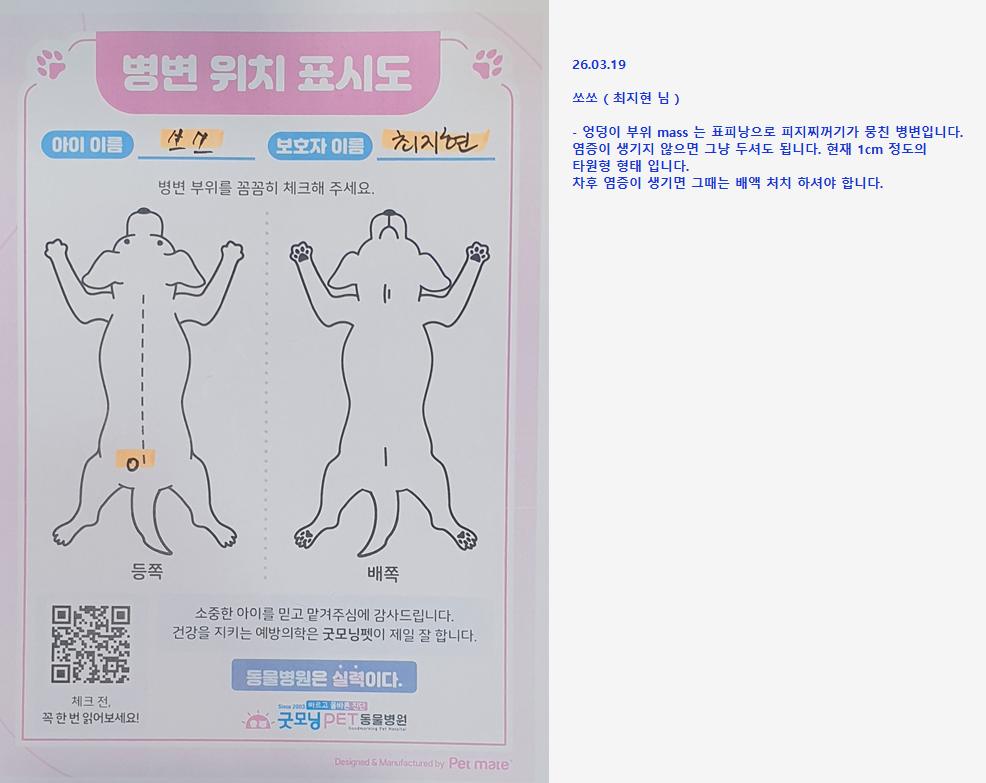 병변 위치 표시도
아이 이름 쓰쓰
보호자 이름 최지현
병변 부위를 꼼꼼히 체크해 주세요.
등쪽
배쪽
소중한 아이를 믿고 맡겨주심에 감사드립니다.
건강을 지키는 예방의학은 굿모닝펫이 제일 잘 합니다.
동물병원은 실력이다.
체크 전,
꼭 한 번 읽어보세요!
Since 2003 빠르고 올바른 진단
굿모닝PET동물병원
Goodmorning Pet Hospital
Designed & Manufactured by Pet mate
26.03.19
쓰쓰 ( 최지현 님 )
- 엉덩이 부위 mass 는 표피낭으로 피지찌꺼기가 뭉친 병변입니다.
염증이 생기지 않으면 그냥 두셔도 됩니다. 현재 1cm 정도의
타원형 형태 입니다.
차후 염증이 생기면 그때는 배액 처치 하셔야 합니다.